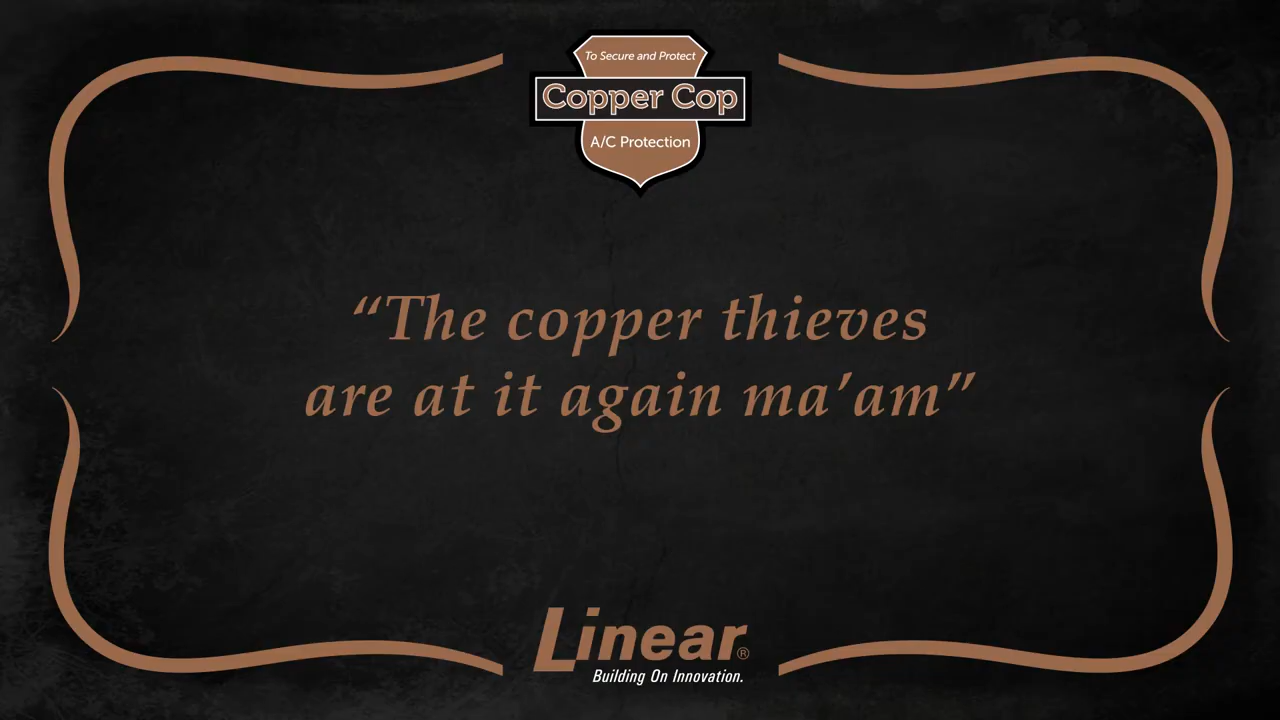 To Secure and Protect
Copper Cop
A/C Protection
“The copper thieves
are at it again ma’am”
Linear®
Building On Innovation.